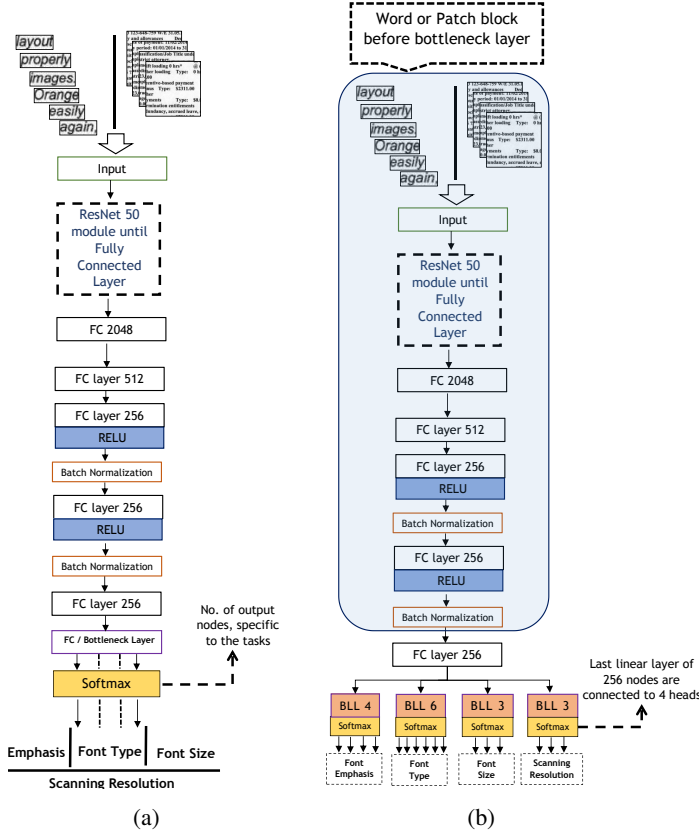 layout
properly
images.
Orange
easily
again,
Input
ResNet 50
module until
Fully
Connected
Layer
FC 2048
FC layer 512
FC layer 256
RELU
Batch Normalization
FC layer 256
RELU
Batch Normalization
FC layer 256
FC / Bottleneck Layer
Softmax
No. of output
nodes, specific
to the tasks
Emphasis
Font Type
Font Size
Scanning Resolution
(a)
Word or Patch block
before bottleneck layer
layout
properly
images.
Orange
easily
again,
Input
ResNet 50
module until
Fully
Connected
Layer
FC 2048
FC layer 512
FC layer 256
RELU
Batch Normalization
FC layer 256
RELU
Batch Normalization
FC layer 256
Last linear layer of
256 nodes are
connected to 4 heads
BLL 4
BLL 6
BLL 3
BLL 3
Softmax
Softmax
Softmax
Softmax
Font
Emphasis
Font
Type
Font
Size
Scanning
Resolution
(b)